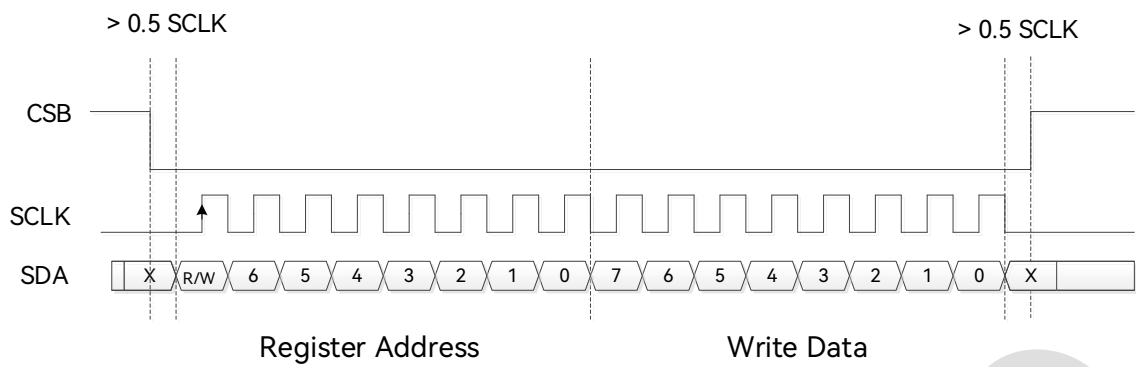 > 0.5 SCLK
> 0.5 SCLK
CSB
SCLK
SDA
X R/W 6 5 4 3 2 1 0 7 6 5 4 3 2 1 0 X
Register Address
Write Data